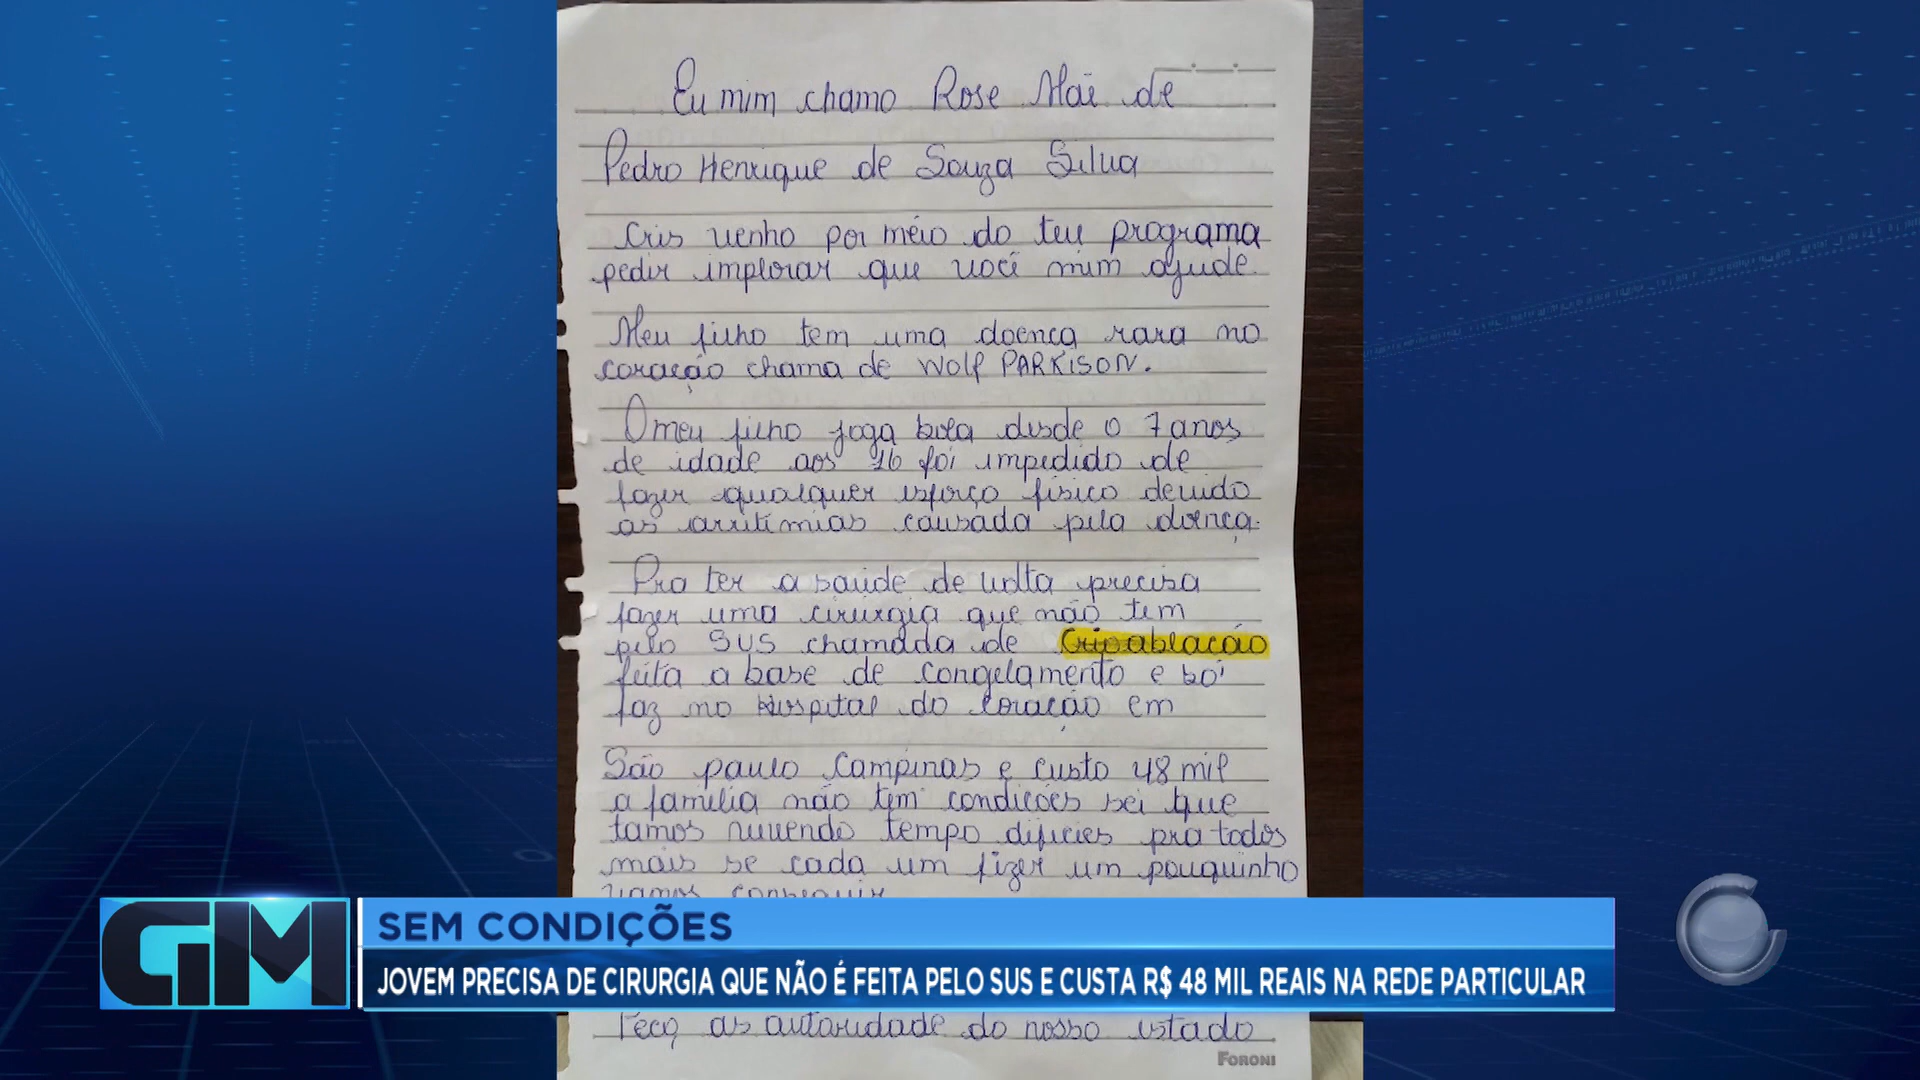 Eu mim chamo Rose Mãe de
Pedro Henrique de Souza Silva
Cris venho por méio do teu programa
pedir implorar que você mim ajude.
Meu filho tem uma doença rara no
coração chama de Wolf PARKISON.
O meu filho joga bola desde o 7 anos
de idade aos 16 foi impedido de
fazer qualquer esforço físico devido
as arritimias causada pela doença.
Pra ter a saúde de volta precisa
fazer uma cirurgia que não tem
pelo SUS chamada de Crioablação
feita a base de congelamento e só
faz no Hospital do Coração em
São paulo Campinas e custo 48 mil
a família não tem condições sei que
tamos vivendo tempo dificies pra todos
mais se cada um fizer um pouquinho
vamos conseguir
GM
SEM CONDIÇÕES
JOVEM PRECISA DE CIRURGIA QUE NÃO É FEITA PELO SUS E CUSTA R$ 48 MIL REAIS NA REDE PARTICULAR
Peço as autoridade do nosso estado
FORONI